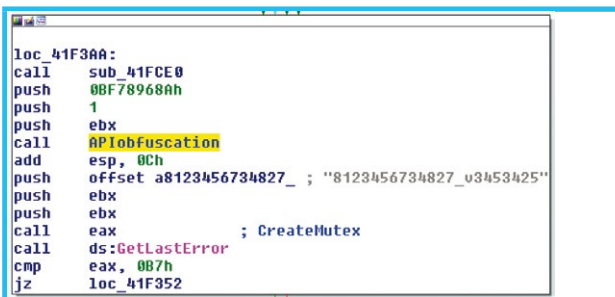 loc_41F3AA:
call sub_41FCE0
push 0BF78968Ah
push 1
push ebx
call APIobfuscation
add esp, 0Ch
push offset a8123456734827_ ; "8123456734827_v3453425"
push ebx
push ebx
call eax ; CreateMutex
call ds:GetLastError
cmp eax, 0B7h
jz loc_41F352